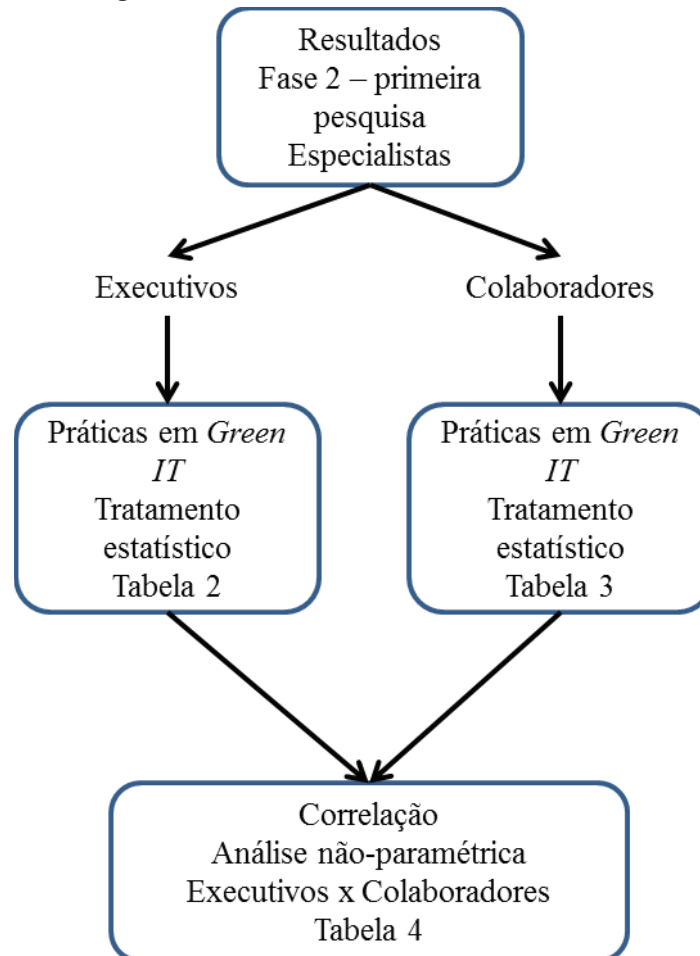 Resultados
Fase 2 – primeira
pesquisa
Especialistas
Executivos
Colaboradores
Práticas em Green
IT
Tratamento
estatístico
Tabela 2
Práticas em Green
IT
Tratamento
estatístico
Tabela 3
Correlação
Análise não-paramétrica
Executivos x Colaboradores
Tabela 4